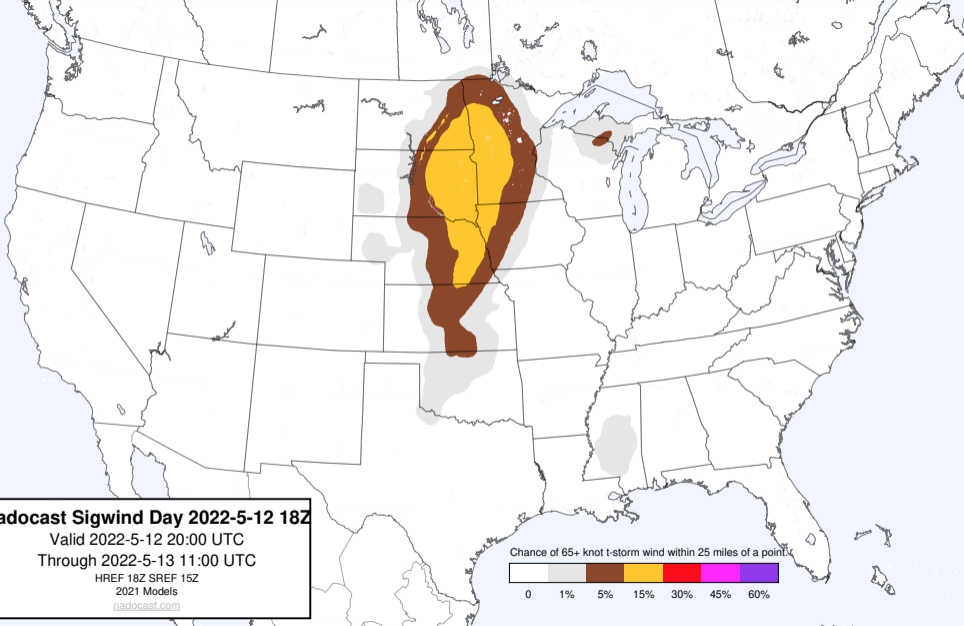 adocast Sigwind Day 2022-5-12 18Z
Valid 2022-5-12 20:00 UTC
Through 2022-5-13 11:00 UTC
HREF 18Z SREF 15Z
2021 Models
nadocast.com
Chance of 65+ knot t-storm wind within 25 miles of a point.
0 1% 5% 15% 30% 45% 60%